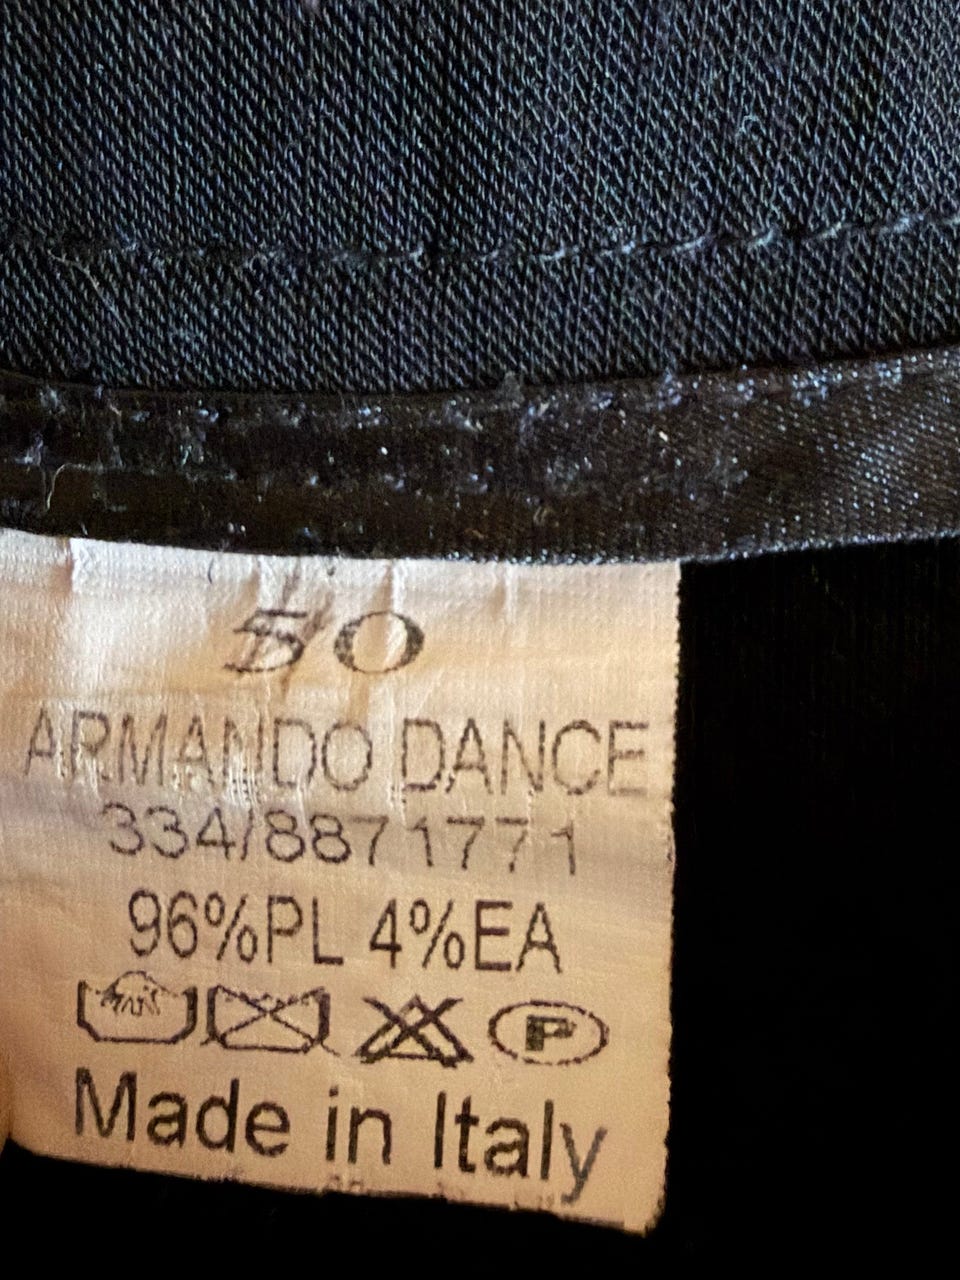 50
ARMANDO DANCE
334/8871771
96%PL 4%EA
P
Made in Italy